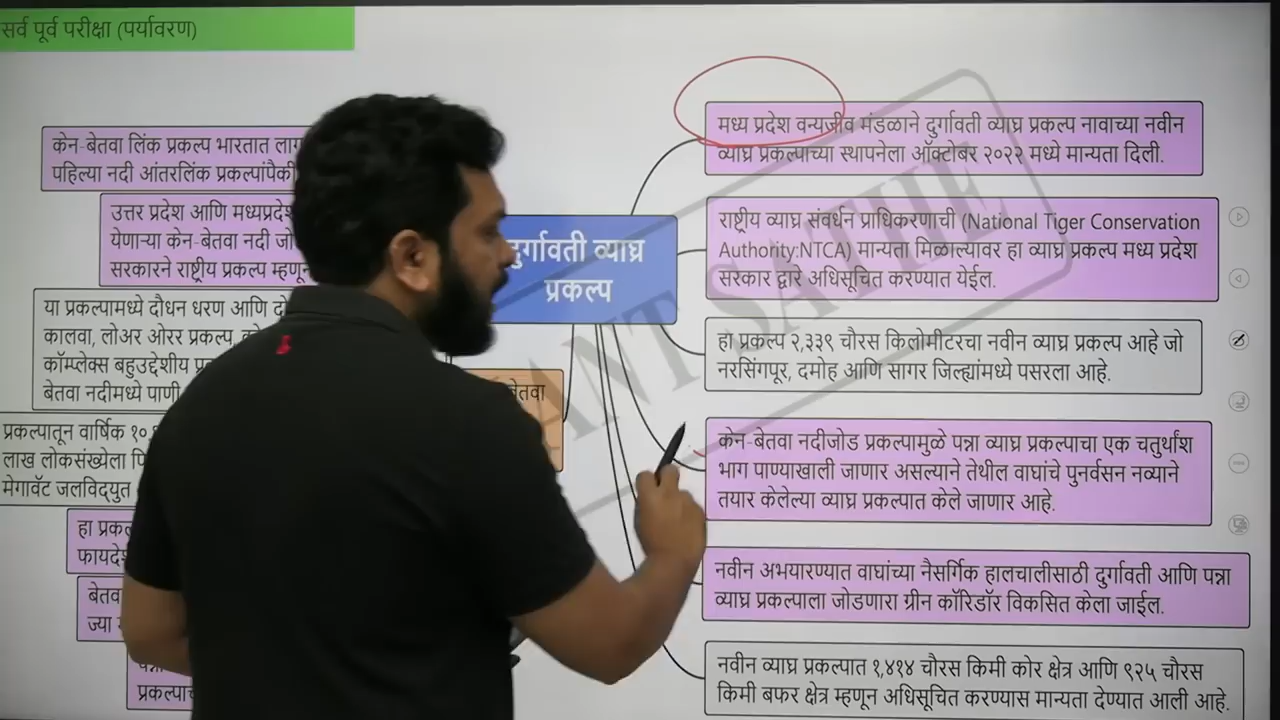 सर्व पूर्व परीक्षा (पर्यावरण)
केन-बेतवा लिंक प्रकल्प भारतात
पहिल्या नदी आंतरलिंक प्रकल्पांपैकी
उत्तर प्रदेश आणि मध्यप्रदेश
येणाऱ्या केन-बेतवा नदी
सरकारने राष्ट्रीय प्रकल्प म्हणून
या प्रकल्पामध्ये दौधन धरण आणि
कालवा, लोअर ओरर प्रकल्प,
कॉम्प्लेक्स बहुउद्देशीय
बेतवा नदीमध्ये पाणी
प्रकल्पातून वार्षिक
लाख लोकसंख्येला
मेगावॅट जलविद्युत
हा
बेतवा
ज्या
दुर्गावती व्याघ्र
प्रकल्प
बेतवा
मध्य प्रदेश वन्यजीव मंडळाने दुर्गावती व्याघ्र प्रकल्प नावाच्या नवीन
व्याघ्र प्रकल्पाच्या स्थापनेला ऑक्टोबर २०२२ मध्ये मान्यता दिली.
राष्ट्रीय व्याघ्र संवर्धन प्राधिकरणाची (National Tiger Conservation
Authority:NTCA) मान्यता मिळाल्यावर हा व्याघ्र प्रकल्प मध्य प्रदेश
सरकार द्वारे अधिसूचित करण्यात येईल.
हा प्रकल्प २,३३९ चौरस किलोमीटरचा नवीन व्याघ्र प्रकल्प आहे जो
नरसिंगपूर, दमोह आणि सागर जिल्ह्यांमध्ये पसरला आहे.
केन-बेतवा नदीजोड प्रकल्पामुळे पन्ना व्याघ्र प्रकल्पाचा एक चतुर्थांश
भाग पाण्याखाली जाणार असल्याने तेथील वाघांचे पुनर्वसन नव्याने
तयार केलेल्या व्याघ्र प्रकल्पात केले जाणार आहे.
नवीन अभयारण्यात वाघांच्या नैसर्गिक हालचालीसाठी दुर्गावती आणि पन्ना
व्याघ्र प्रकल्पाला जोडणारा ग्रीन कॉरिडॉर विकसित केला जाईल.
नवीन व्याघ्र प्रकल्पात १,४१४ चौरस किमी कोर क्षेत्र आणि ९२५ चौरस
किमी बफर क्षेत्र म्हणून अधिसूचित करण्यास मान्यता देण्यात आली आहे.
ANT SATHE